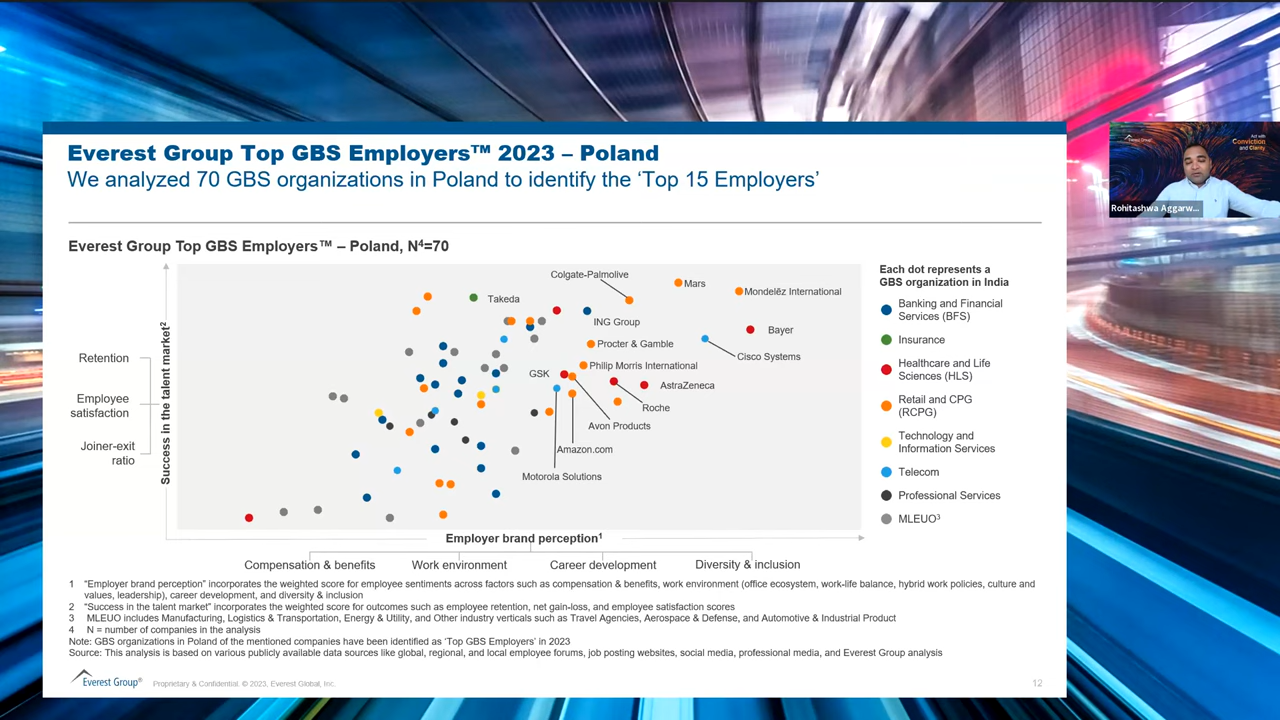 Everest Group Top GBS Employers™ 2023 – Poland
We analyzed 70 GBS organizations in Poland to identify the ‘Top 15 Employers’
Everest Group Top GBS Employers™ – Poland, N⁴=70
Success in the talent market²
Retention
Employee
satisfaction
Joiner-exit
ratio
Colgate-Palmolive
Mars
Mondelēz International
Takeda
ING Group
Bayer
Procter & Gamble
Cisco Systems
Philip Morris International
GSK
AstraZeneca
Roche
Avon Products
Amazon.com
Motorola Solutions
Employer brand perception¹
Compensation & benefits
Work environment
Career development
Diversity & inclusion
Each dot represents a
GBS organization in India
Banking and Financial
Services (BFS)
Insurance
Healthcare and Life
Sciences (HLS)
Retail and CPG
(RCPG)
Technology and
Information Services
Telecom
Professional Services
MLEUO³
1 “Employer brand perception” incorporates the weighted score for employee sentiments across factors such as compensation & benefits, work environment (office ecosystem, work-life balance, hybrid work policies, culture and
values, leadership), career development, and diversity & inclusion
2 “Success in the talent market” incorporates the weighted score for outcomes such as employee retention, net gain-loss, and employee satisfaction scores
3 MLEUO includes Manufacturing, Logistics & Transportation, Energy & Utility, and Other industry verticals such as Travel Agencies, Aerospace & Defense, and Automotive & Industrial Product
4 N = number of companies in the analysis
Note: GBS organizations in Poland of the mentioned companies have been identified as ‘Top GBS Employers’ in 2023
Source: This analysis is based on various publicly available data sources like global, regional, and local employee forums, job posting websites, social media, professional media, and Everest Group analysis
Everest Group®
Proprietary & Confidential. © 2023, Everest Global, Inc.
12
Everest Group
Act with
Conviction
and Clarity
Rohitashwa Aggarw...